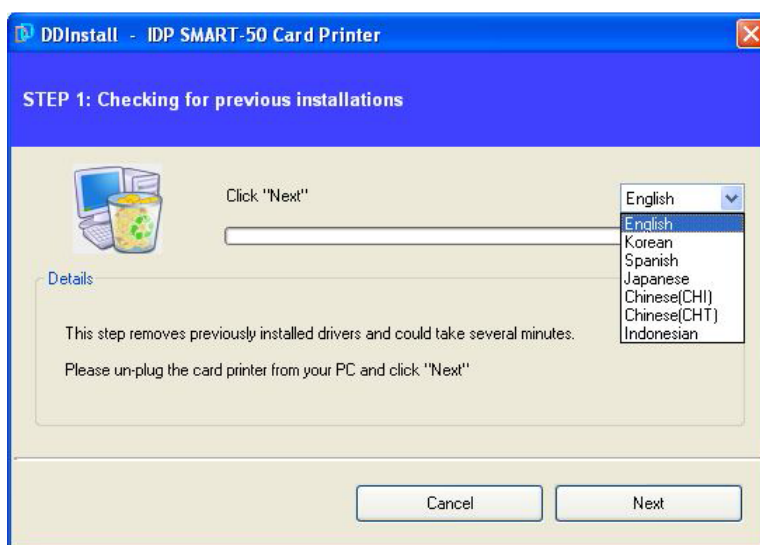 DDInstall - IDP SMART-50 Card Printer
STEP 1: Checking for previous installations
Click "Next"
English
English
Korean
Spanish
Japanese
Chinese(CHI)
Chinese(CHT)
Indonesian
Details
This step removes previously installed drivers and could take several minutes.
Please un-plug the card printer from your PC and click "Next"
Cancel
Next